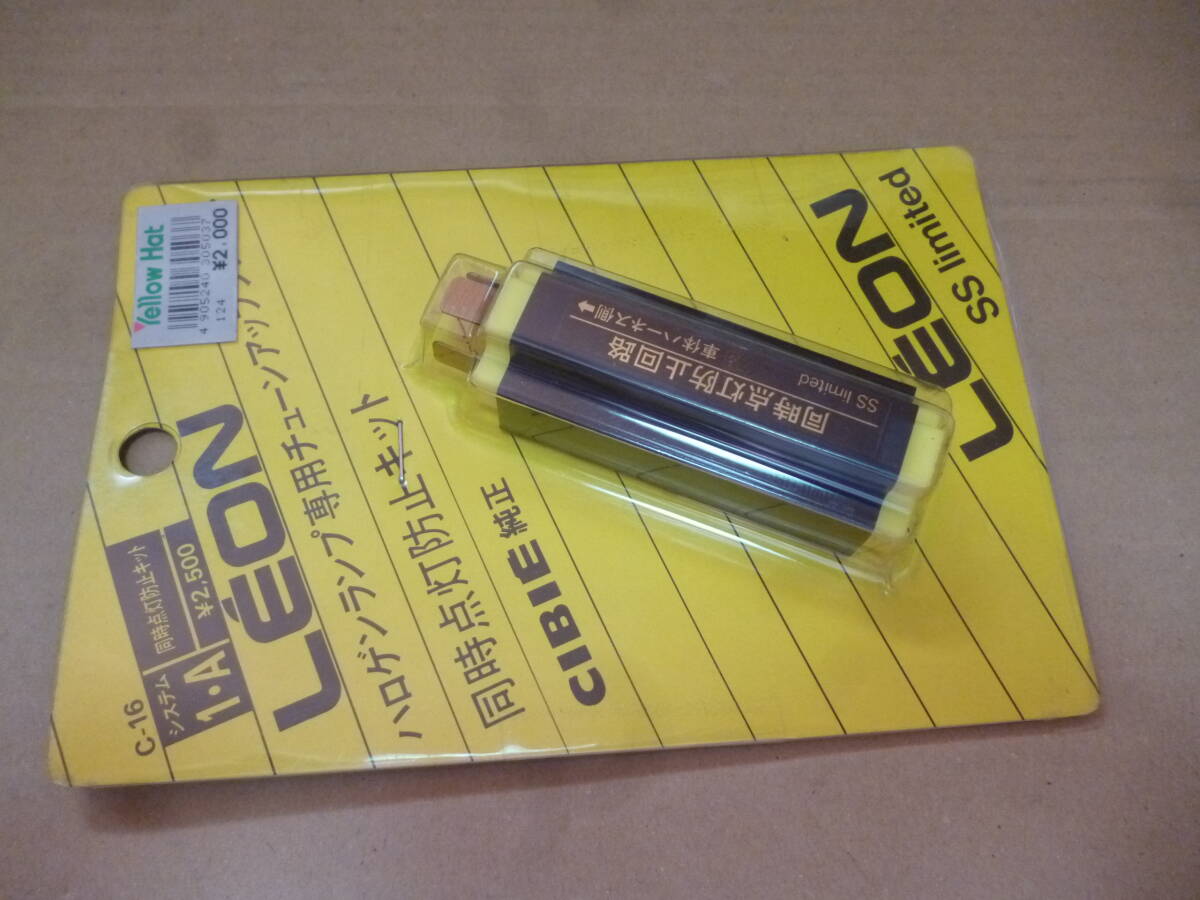 Yellow Hat
4 905240 305037
124 ¥2,000
C-16
システム
1・A
同時点灯防止キット
¥2,500
LÉON
ハロゲンランプ専用チューンアップ
同時点灯防止キット
CIBIE 純正
SS limited
同時点灯防止回路
車体ハーネス側➡
LÉON
SS limited